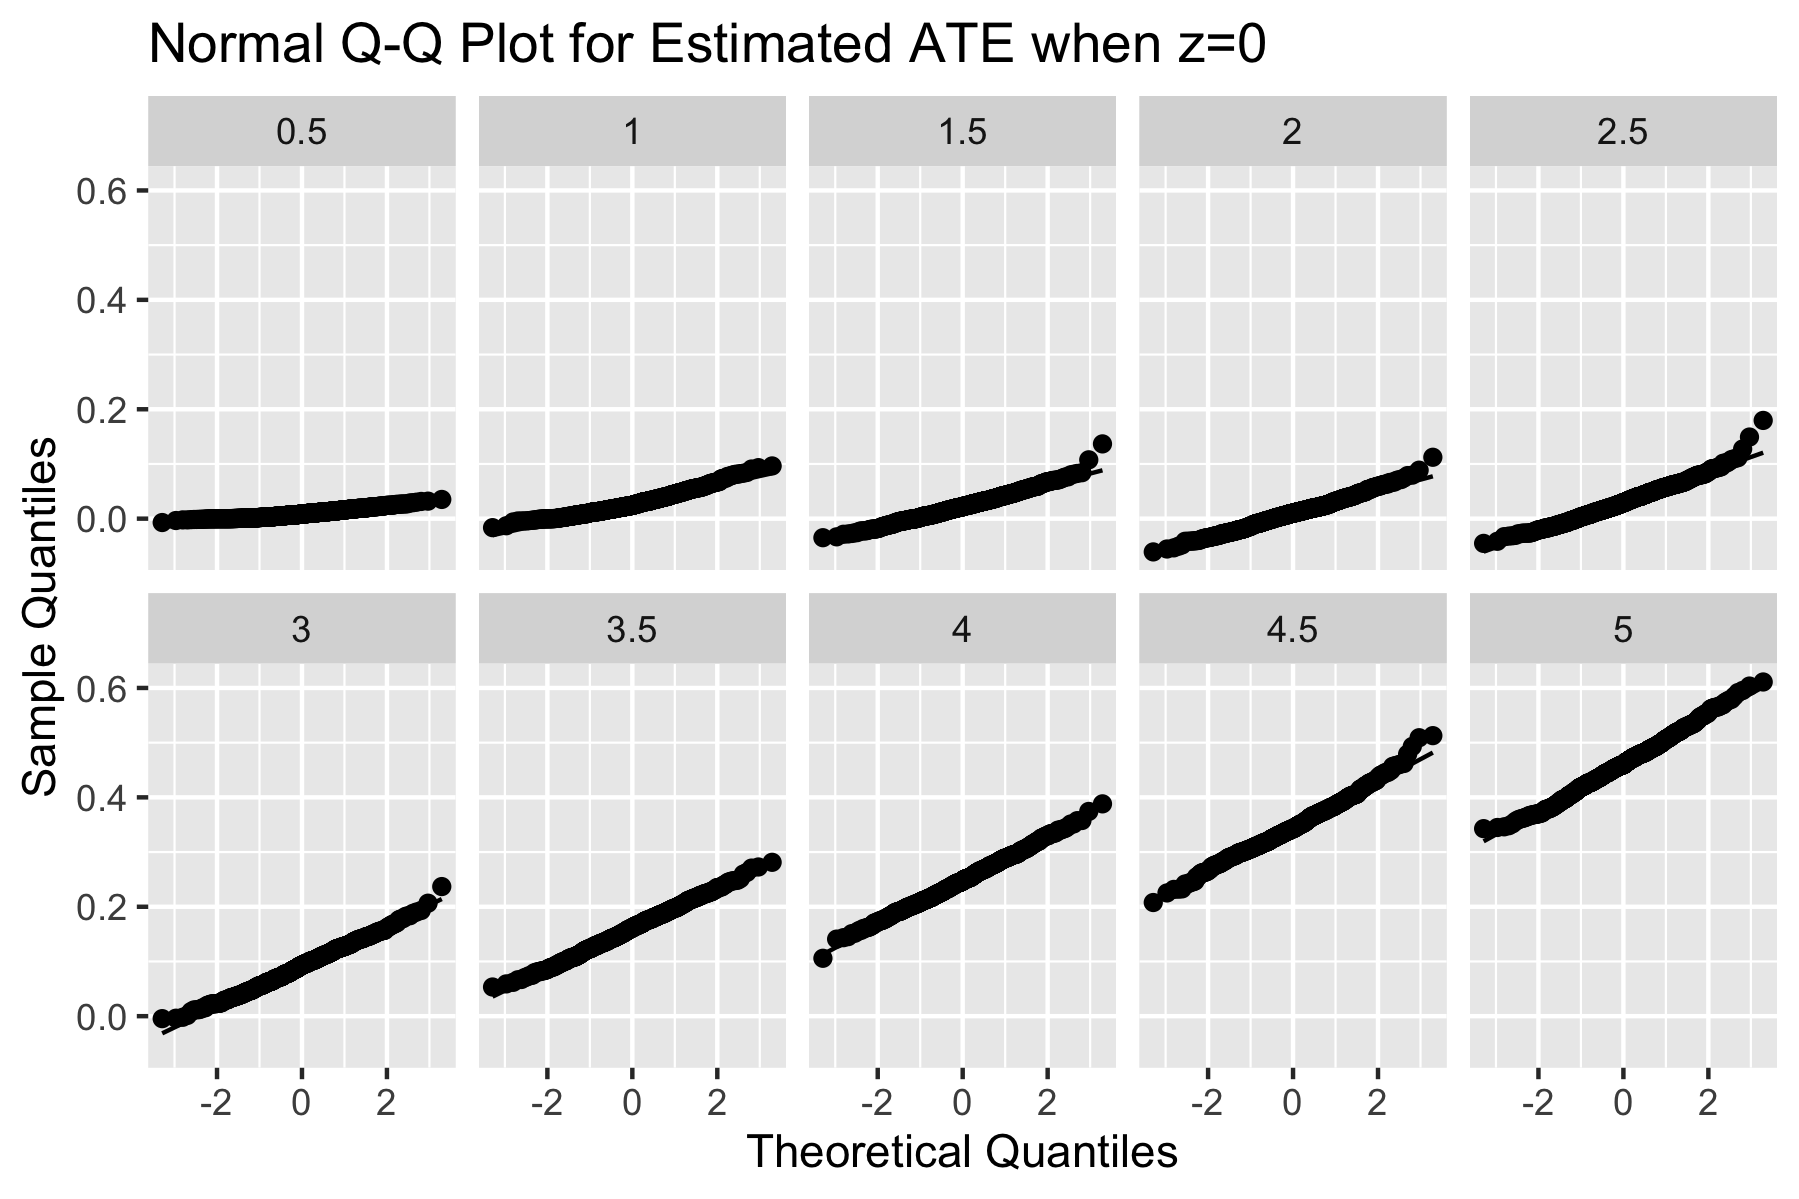 Normal Q-Q Plot for Estimated ATE when z=0
0.5 1 1.5 2 2.5
0.6
0.4
0.2
0.0
3 3.5 4 4.5 5
0.6
0.4
0.2
0.0
Sample Quantiles
-2 0 2 -2 0 2 -2 0 2 -2 0 2 -2 0 2
Theoretical Quantiles